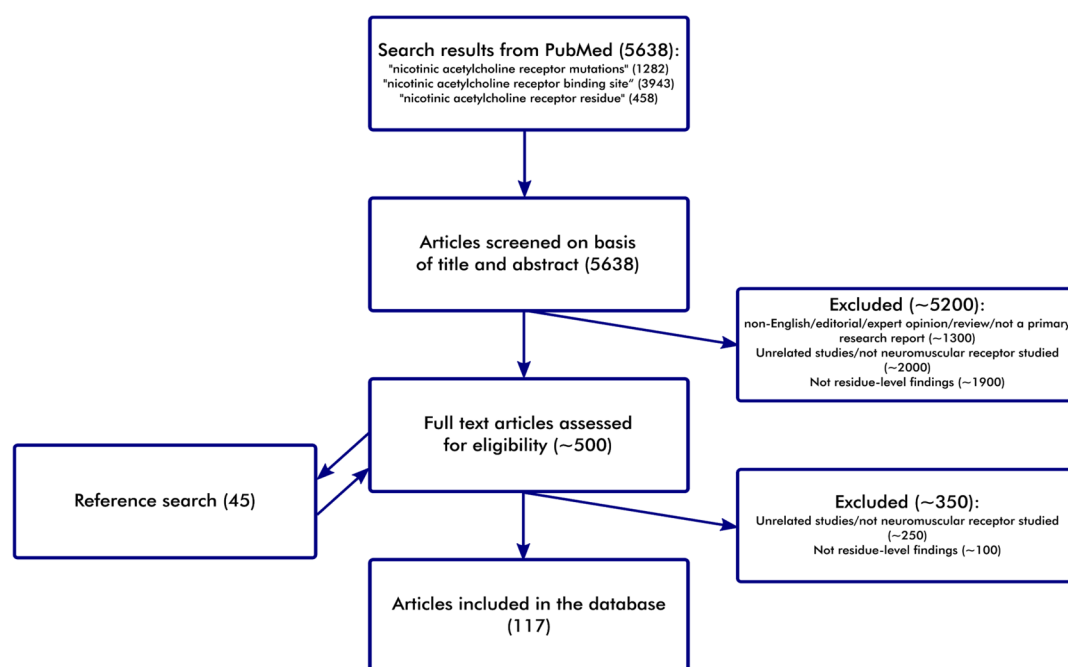 Search results from PubMed (5638):
"nicotinic acetylcholine receptor mutations" (1282)
"nicotinic acetylcholine receptor binding site” (3943)
"nicotinic acetylcholine receptor residue" (458)
Articles screened on basis
of title and abstract (5638)
Excluded (~5200):
non-English/editorial/expert opinion/review/not a primary
research report (~1300)
Unrelated studies/not neuromuscular receptor studied
(~2000)
Not residue-level findings (~1900)
Full text articles assessed
for eligibility (~500)
Reference search (45)
Excluded (~350):
Unrelated studies/not neuromuscular receptor studied
(~250)
Not residue-level findings (~100)
Articles included in the database
(117)